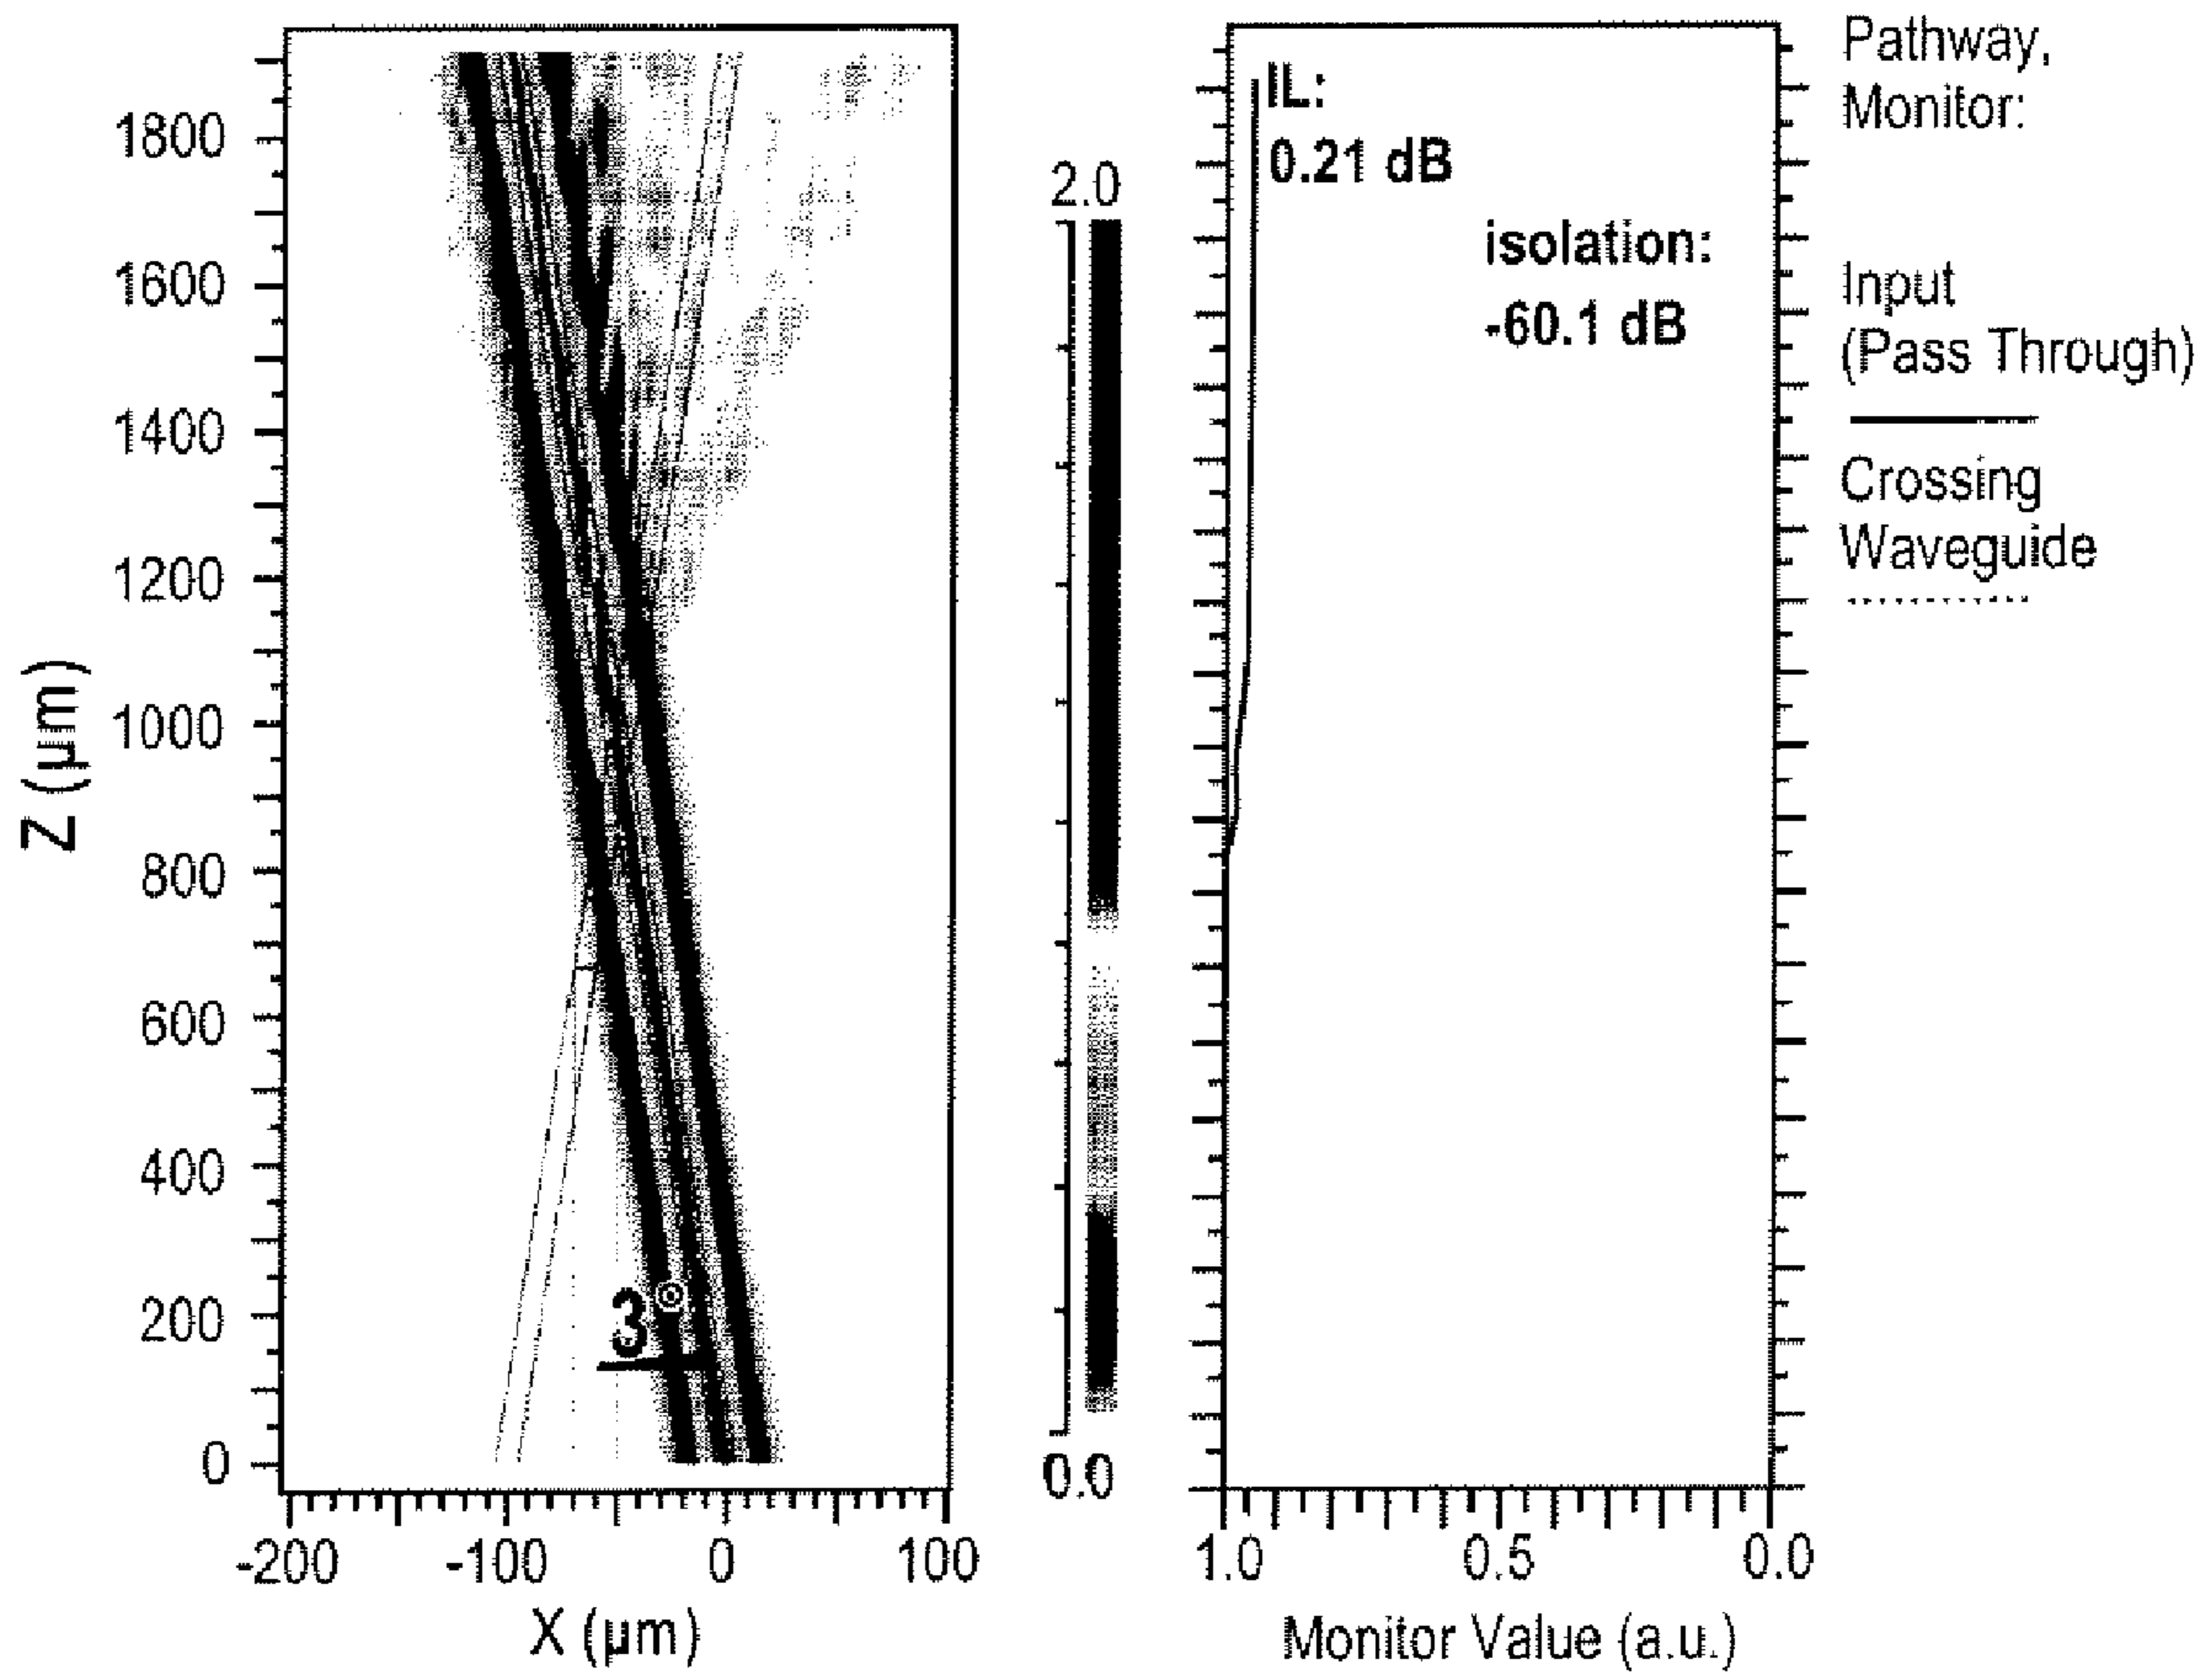 Z (µm)
1800
1600
1400
1200
1000
800
600
400
200
0
-200
-100
0
100
X (µm)
3
2.0
0.0
IL:
0.21 dB
isolation:
-60.1 dB
1.0
0.5
0.0
Monitor Value (a.u.)
Pathway,
Monitor:
Input
(Pass Through)
Crossing
Waveguide